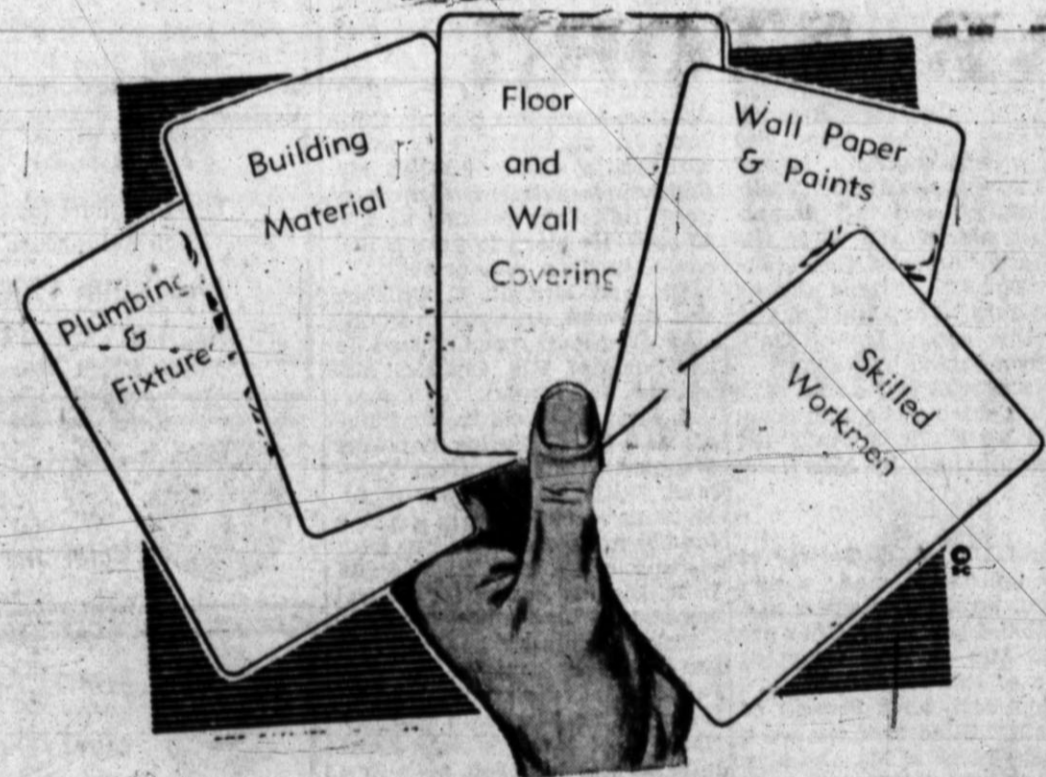 Plumbing
&
Fixture
Building
Material
Floor
and
Wall
Covering
Wall Paper
& Paints
Skilled
Workmen